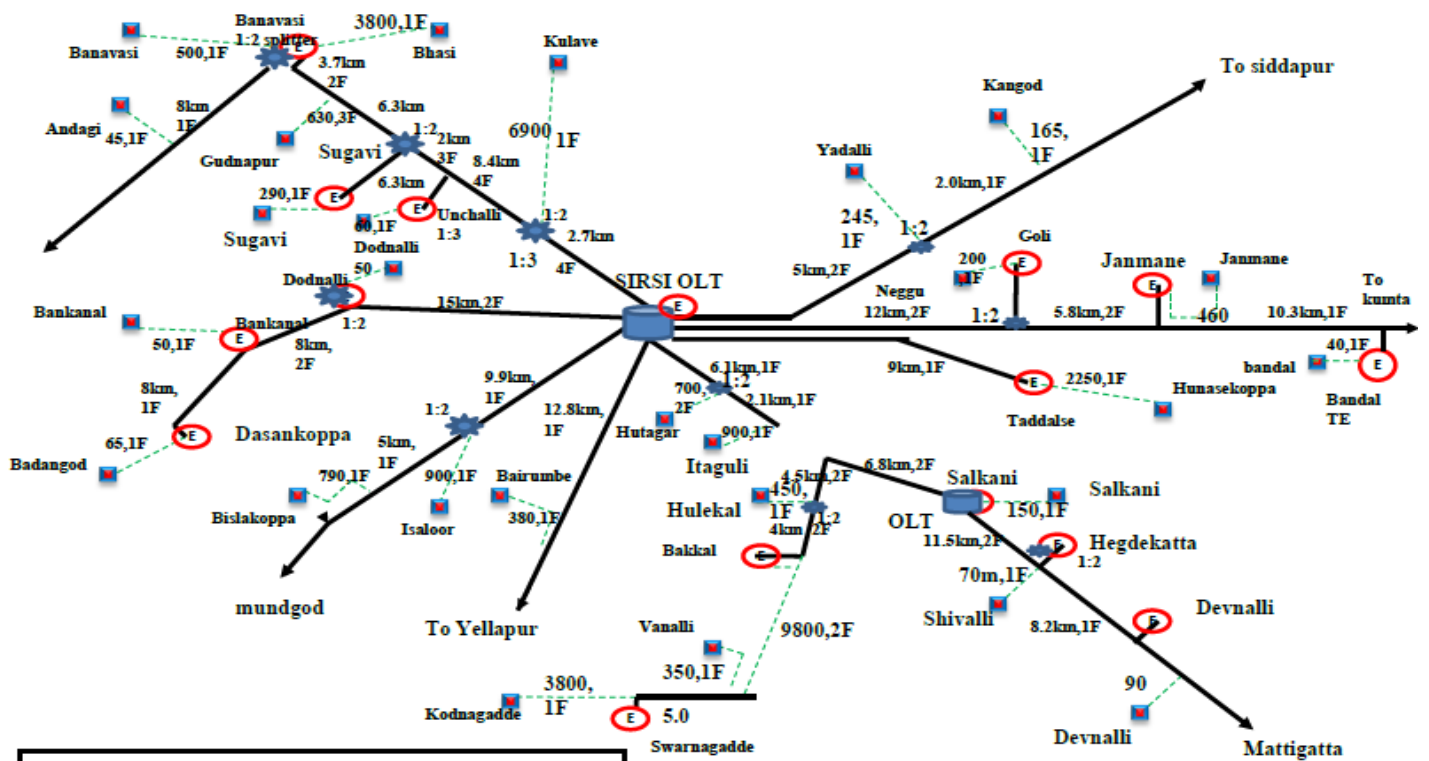 Banavasi
1:2 splitter
3800,1F
Banavasi
500,1F
E
Bhasi
Kulave
To siddapur
3.7km
2F
Kangod
8km
1F
6.3km
Andagi
45,1F
630,3F
1:2
2km
3F
6900
1F
165,
1F
Gudnapur
Sugavi
Yadalli
8.4km
4F
290,1F
E
6.3km
2.0km,1F
E
Unchalli
1:3
60,1F
Sugavi
1:2
245,
1F
1:2
Goli
Dodnalli
50
2.7km
4F
1:3
E
Janmane
Janmane
Dodnalli
SIRSI OLT
5km,2F
200
,1F
E
To
kumta
15km,2F
E
Neggu
12km,2F
Bankanal
Bankanal
1:2
1:2
5.8km,2F
460
10.3km,1F
E
50,1F
8km,
2F
40,1F
bandal
E
Bandal
TE
6.1km,1F
9km,1F
9.9km,
1F
700,
2F
1:2
2.1km,1F
E
2250,1F
Hunasekoppa
8km,
1F
Taddalse
1:2
12.8km,
1F
Hutagar
900,1F
E
Dasankoppa
65,1F
Itaguli
Badangod
5km,
1F
790,1F
900,1F
Bairumbe
4.5km,2F
6.8km,2F
Salkani
Salkani
450,
1F
Hulekal
150,1F
Bislakoppa
Isaloor
380,1F
1:2
OLT
4km
2F
11.5km,2F
E
Hegdekatta
Bakkal
E
1:2
70m,1F
mundgod
To Yellapur
Shivalli
Devnalli
E
8.2km,1F
Vanalli
9800,2F
350,1F
90
3800,
1F
Kodnagadde
E
5.0
Devnalli
Swarnagadde
Mattigatta